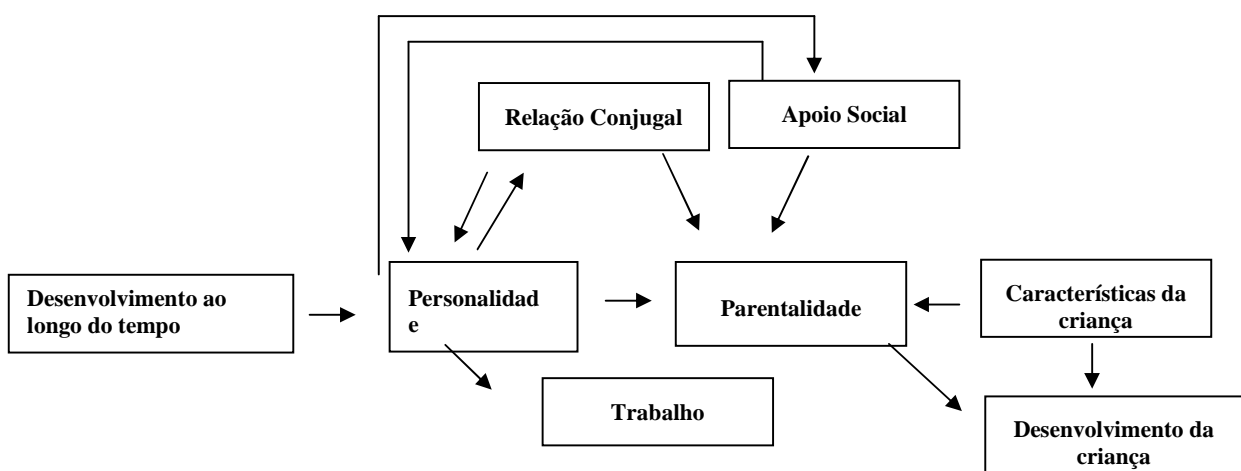 Relação Conjugal
Apoio Social
Desenvolvimento ao
longo do tempo
Personalidad
e
Parentalidade
Características da
criança
Trabalho
Desenvolvimento da
criança